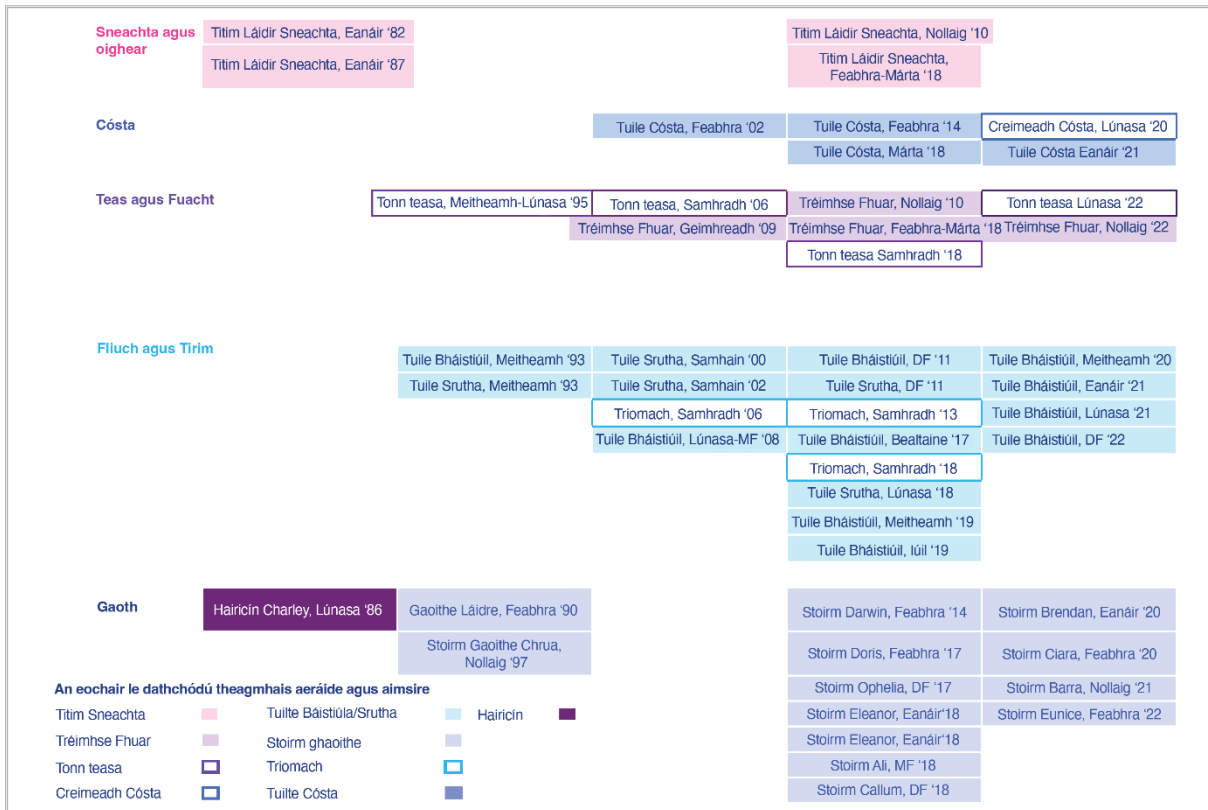 Sneachta agus
oighear
Titim Láidir Sneachta, Eanáir ‘82
Titim Láidir Sneachta, Nollaig ‘10
Titim Láidir Sneachta, Eanáir ‘87
Titim Láidir Sneachta,
Feabhra-Márta ‘18
Cósta
Tuile Cósta, Feabhra ‘02
Tuile Cósta, Feabhra ‘14
Creimeadh Cósta, Lúnasa ‘20
Tuile Cósta, Márta ‘18
Tuile Cósta Eanáir ‘21
Teas agus Fuacht
Tonn teasa, Meitheamh-Lúnasa ‘95
Tonn teasa, Samhradh ‘06
Tréimhse Fhuar, Nollaig ‘10
Tonn teasa Lúnasa ‘22
Tréimhse Fhuar, Geimhreadh ‘09
Tréimhse Fhuar, Feabhra-Márta ‘18
Tréimhse Fhuar, Nollaig ‘22
Tonn teasa Samhradh ‘18
Fliuch agus Tirim
Tuile Bháistiúil, Meitheamh ‘93
Tuile Srutha, Samhain ‘00
Tuile Bháistiúil, DF ‘11
Tuile Bháistiúil, Meitheamh ‘20
Tuile Srutha, Meitheamh ‘93
Tuile Srutha, Samhain ‘02
Tuile Srutha, DF ‘11
Tuile Bháistiúil, Eanáir ‘21
Triomach, Samhradh ‘06
Triomach, Samhradh ‘13
Tuile Bháistiúil, Lúnasa ‘21
Tuile Bháistiúil, Lúnasa-MF ‘08
Tuile Bháistiúil, Bealtaine ‘17
Tuile Bháistiúil, DF ‘22
Triomach, Samhradh ‘18
Tuile Srutha, Lúnasa ‘18
Tuile Bháistiúil, Meitheamh ‘19
Tuile Bháistiúil, Iúil ‘19
Gaoth
Hairicín Charley, Lúnasa ‘86
Gaoithe Láidre, Feabhra ‘90
Stoirm Darwin, Feabhra ‘14
Stoirm Brendan, Eanáir ‘20
Stoirm Gaoithe Chrua,
Nollaig ‘97
Stoirm Doris, Feabhra ‘17
Stoirm Ciara, Feabhra ‘20
Stoirm Ophelia, DF ‘17
Stoirm Barra, Nollaig ‘21
Stoirm Eleanor, Eanáir‘18
Stoirm Eunice, Feabhra ‘22
Stoirm Eleanor, Eanáir‘18
Stoirm Ali, MF ‘18
Stoirm Callum, DF ‘18
An eochair le dathchódú theagmhais aeráide agus aimsire
Titim Sneachta
Tuilte Báistiúla/Srutha
Hairicín
Tréimhse Fhuar
Stoirm ghaoithe
Tonn teasa
Triomach
Creimeadh Cósta
Tuilte Cósta